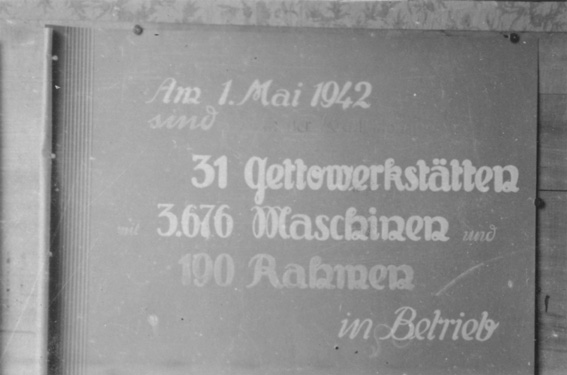 Am 1. Mai 1942
sind
31 Gettowerkstätten
mit 3.676 Maschinen und
190 Rahmen
in Betrieb